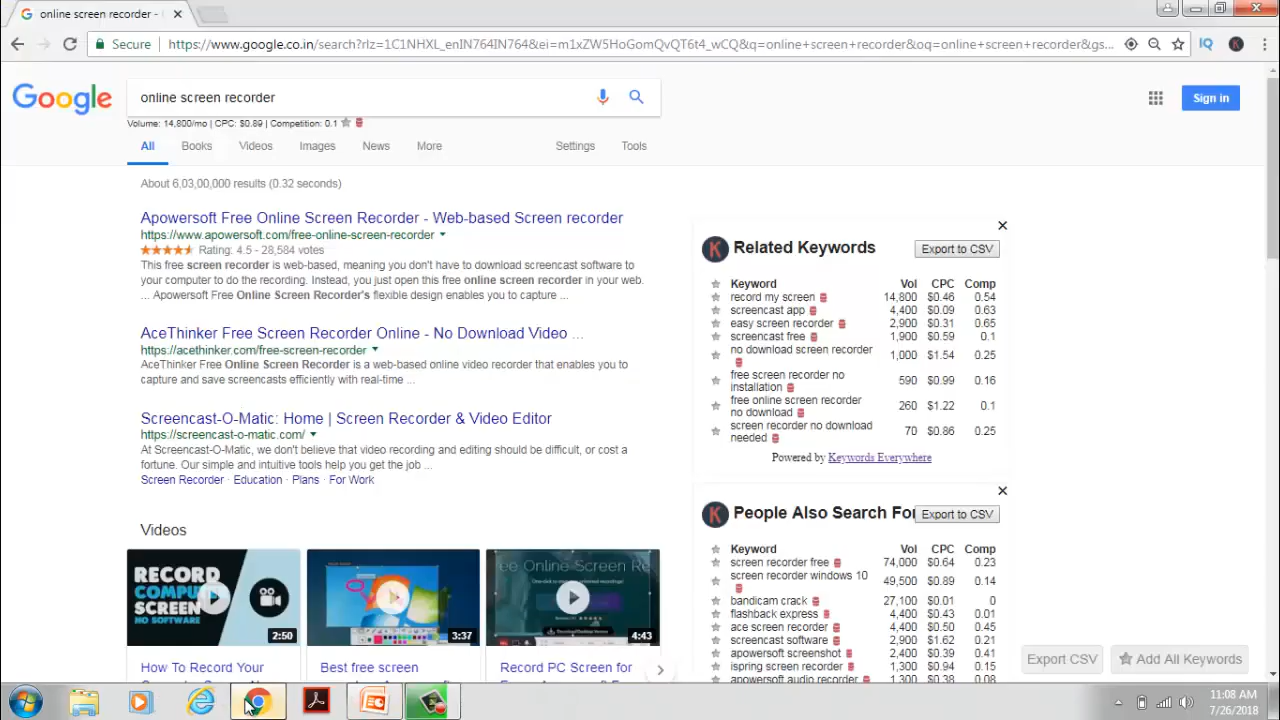 online screen recorder -
Secure
https://www.google.co.in/search?rlz=1C1NHXL_enIN764IN764&ei=m1xZW5HoGomQvQT6t4_wCQ&q=online+screen+recorder&oq=online+screen+recorder&gs...
IQ
K
Google
online screen recorder
Sign in
Volume: 14,800/mo | CPC: $0.89 | Competition: 0.1
All
Books
Videos
Images
News
More
Settings
Tools
About 6,03,00,000 results (0.32 seconds)
Apowersoft Free Online Screen Recorder - Web-based Screen recorder
https://www.apowersoft.com/free-online-screen-recorder
Rating: 4.5 - 28,584 votes
This free screen recorder is web-based, meaning you don't have to download screencast software to
your computer to do the recording. Instead, you just open this free online screen recorder in your web.
... Apowersoft Free Online Screen Recorder's flexible design enables you to capture ...
AceThinker Free Screen Recorder Online - No Download Video ...
https://acethinker.com/free-screen-recorder
AceThinker Free Online Screen Recorder is a web-based online video recorder that enables you to
capture and save screencasts efficiently with real-time ...
Screencast-O-Matic: Home | Screen Recorder & Video Editor
https://screencast-o-matic.com/
At Screencast-O-Matic, we don't believe that video recording and editing should be difficult, or cost a
fortune. Our simple and intuitive tools help you get the job ...
Screen Recorder · Education · Plans · For Work
Videos
RECORD
COMPUTER
SCREEN
NO SOFTWARE
2:50
3:37
ee Online Screen Re
4:43
How To Record Your
Best free screen
Record PC Screen for
K
Related Keywords
Export to CSV
Keyword Vol CPC Comp
record my screen 14,800 $0.46 0.54
screencast app 4,400 $0.09 0.63
easy screen recorder 2,900 $0.31 0.65
screencast free 1,900 $0.59 0.1
no download screen recorder 1,000 $1.54 0.25
free screen recorder no
installation 590 $0.99 0.16
free online screen recorder
no download 260 $1.22 0.1
screen recorder no download
needed 70 $0.86 0.25
Powered by Keywords Everywhere
K
People Also Search For
Export to CSV
Keyword Vol CPC Comp
screen recorder free 74,000 $0.64 0.23
screen recorder windows 10 49,500 $0.89 0.14
bandicam crack 27,100 $0.01 0
flashback express 4,400 $0.43 0.01
ace screen recorder 4,400 $0.50 0.45
screencast software 2,900 $1.62 0.21
apowersoft screenshot 2,400 $0.39 0.41
ispring screen recorder 1,300 $0.94 0.15
apowersoft audio recorder 1,300 $0.38 0.08
Export CSV
Add All Keywords
11:08 AM
7/26/2018